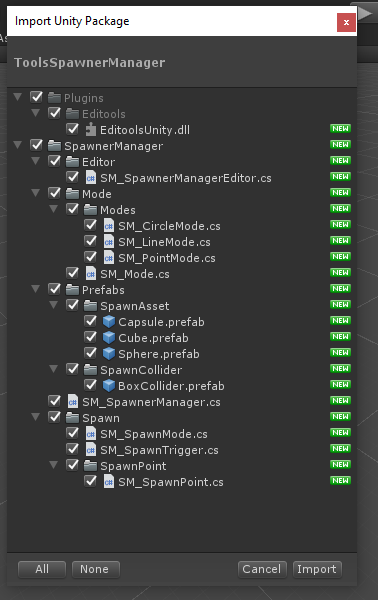 Import Unity Package x
ToolsSpawnerManager
Plugins
Editools
EditoolsUnity.dll NEW
SpawnerManager NEW
Editor NEW
SM_SpawnerManagerEditor.cs NEW
Mode NEW
Modes NEW
SM_CircleMode.cs NEW
SM_LineMode.cs NEW
SM_PointMode.cs NEW
SM_Mode.cs NEW
Prefabs NEW
SpawnAsset NEW
Capsule.prefab NEW
Cube.prefab NEW
Sphere.prefab NEW
SpawnCollider NEW
BoxCollider.prefab NEW
SM_SpawnerManager.cs NEW
Spawn NEW
SM_SpawnMode.cs NEW
SM_SpawnTrigger.cs NEW
SpawnPoint NEW
SM_SpawnPoint.cs NEW
All None Cancel Import